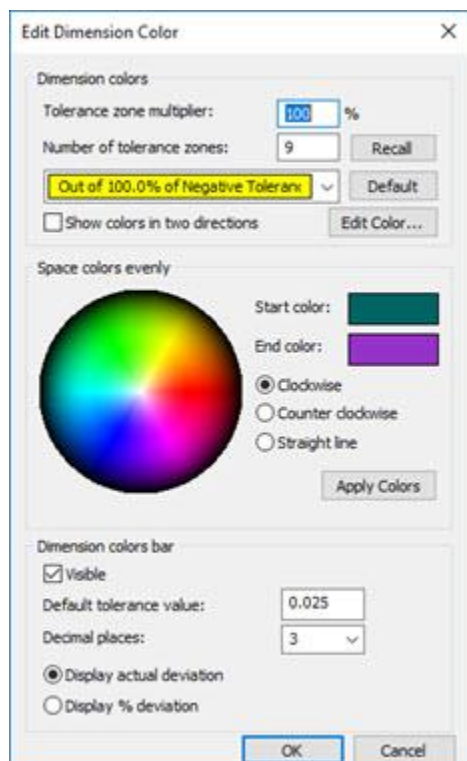 Edit Dimension Color
Dimension colors
Tolerance zone multiplier: 100 %
Number of tolerance zones: 9 Recall
Out of 100.0% of Negative Toleranc Default
Show colors in two directions Edit Color...
Space colors evenly
Start color:
End color:
Clockwise
Counter clockwise
Straight line
Apply Colors
Dimension colors bar
Visible
Default tolerance value: 0.025
Decimal places: 3
Display actual deviation
Display % deviation
OK Cancel